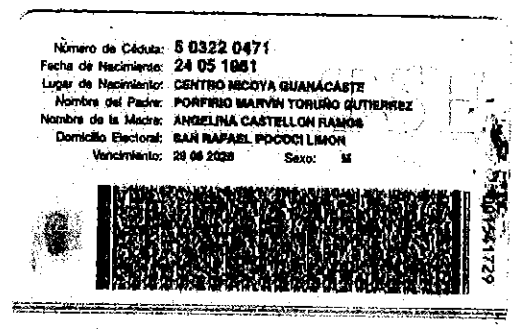 Número de Cédula: 5 0322 0471
Fecha de Nacimiento: 24 05 1981
Lugar de Nacimiento: CENTRO NICOYA GUANACASTE
Nombre del Padre: PORFIRIO MARVIN TORUÑO GUTIERREZ
Nombre de la Madre: ANGELINA CASTELLON RAMOS
Domicilio Electoral: SAN RAFAEL POCOCI LIMON
Vencimiento: 28 06 2028 Sexo: M